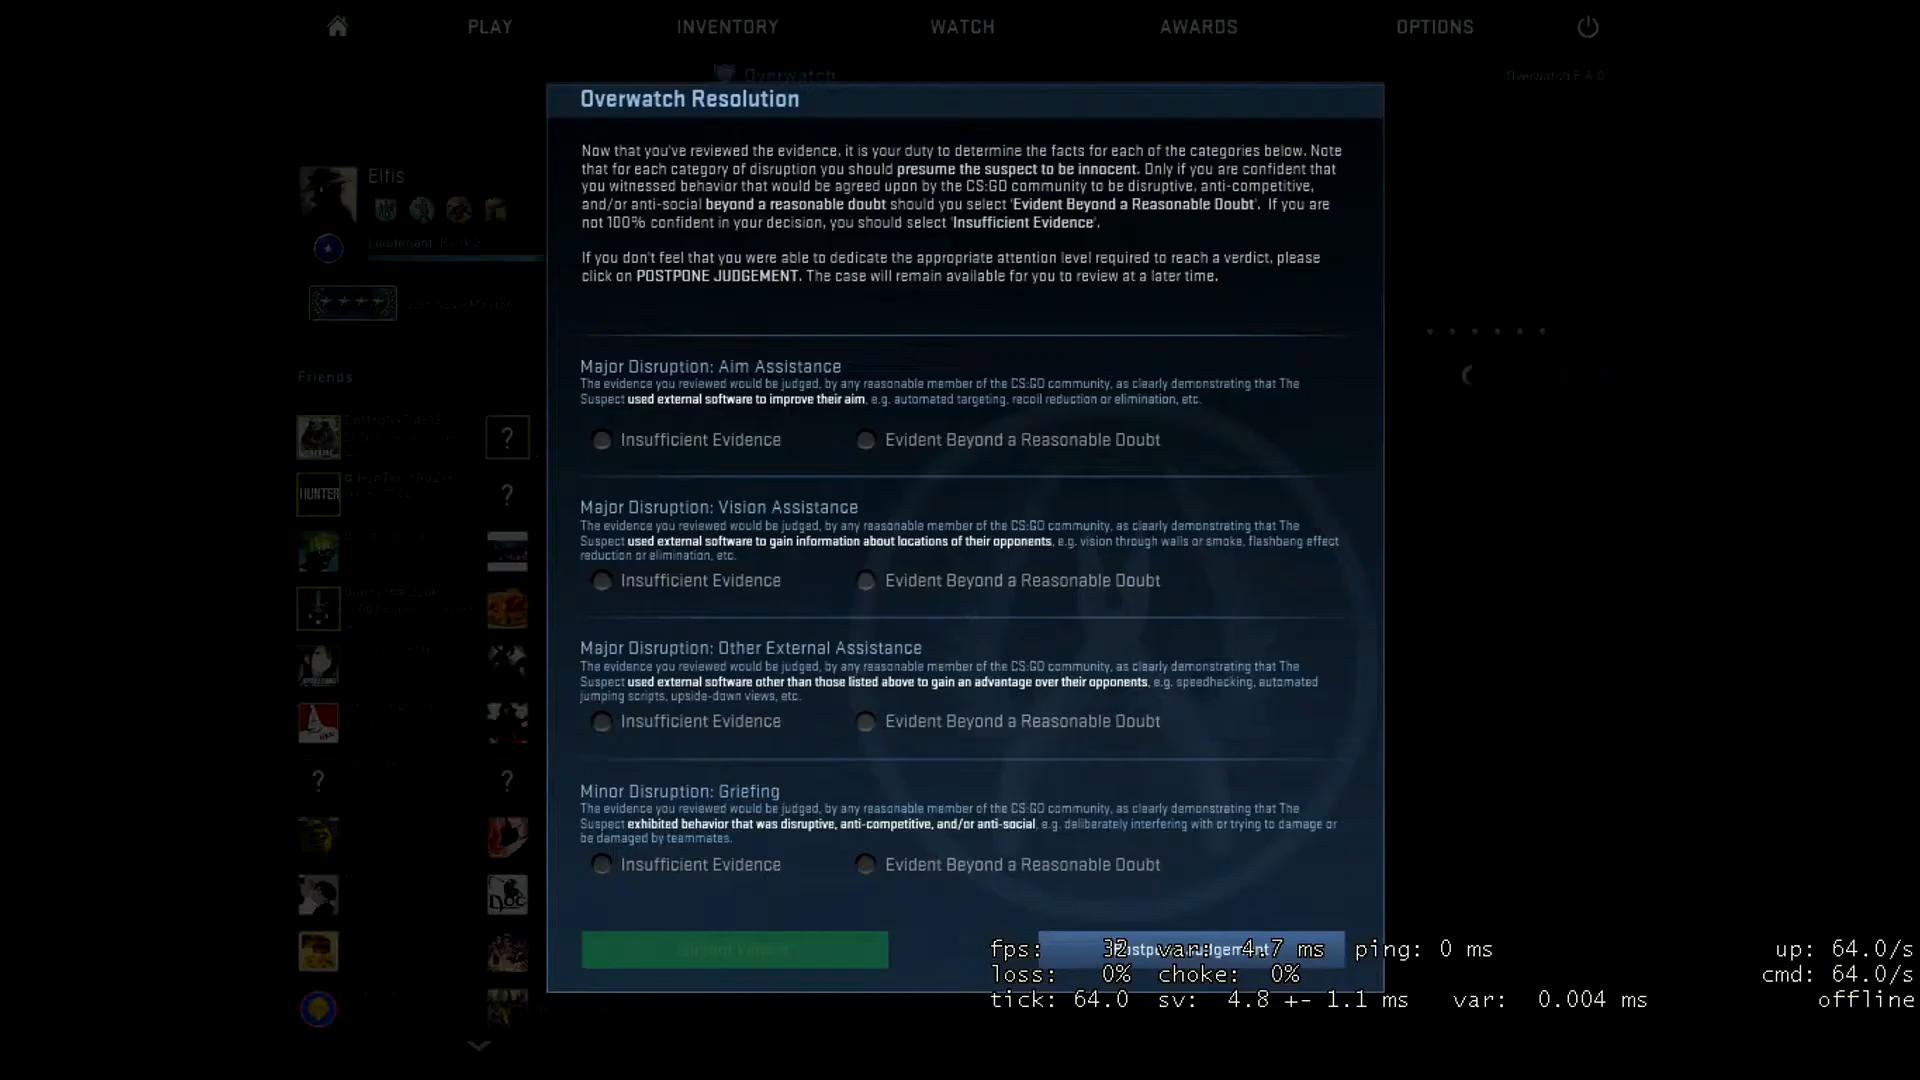 PLAY INVENTORY WATCH AWARDS OPTIONS
Overwatch
Overwatch F.A.Q
Overwatch Resolution
Now that you've reviewed the evidence, it is your duty to determine the facts for each of the categories below. Note
that for each category of disruption you should presume the suspect to be innocent. Only if you are confident that
you witnessed behavior that would be agreed upon by the CS:GO community to be disruptive, anti-competitive,
and/or anti-social beyond a reasonable doubt should you select 'Evident Beyond a Reasonable Doubt'. If you are
not 100% confident in your decision, you should select 'Insufficient Evidence'.
If you don't feel that you were able to dedicate the appropriate attention level required to reach a verdict, please
click on POSTPONE JUDGEMENT. The case will remain available for you to review at a later time.
Elfis
Lieutenant
Friends
HUNTER
Major Disruption: Aim Assistance
The evidence you reviewed would be judged, by any reasonable member of the CS:GO community, as clearly demonstrating that The
Suspect used external software to improve their aim, e.g. automated targeting, recoil reduction or elimination, etc.
Insufficient Evidence Evident Beyond a Reasonable Doubt
Major Disruption: Vision Assistance
The evidence you reviewed would be judged, by any reasonable member of the CS:GO community, as clearly demonstrating that The
Suspect used external software to gain information about locations of their opponents, e.g. vision through walls or smoke, flashbang effect
reduction or elimination, etc.
Insufficient Evidence Evident Beyond a Reasonable Doubt
Major Disruption: Other External Assistance
The evidence you reviewed would be judged, by any reasonable member of the CS:GO community, as clearly demonstrating that The
Suspect used external software other than those listed above to gain an advantage over their opponents, e.g. speedhacking, automated
jumping scripts, upside-down views, etc.
Insufficient Evidence Evident Beyond a Reasonable Doubt
Minor Disruption: Griefing
The evidence you reviewed would be judged, by any reasonable member of the CS:GO community, as clearly demonstrating that The
Suspect exhibited behavior that was disruptive, anti-competitive, and/or anti-social, e.g. deliberately interfering with or trying to damage or
be damaged by teammates.
Insufficient Evidence Evident Beyond a Reasonable Doubt
Postpone Judgement
fps: 32 var: 4.7 ms ping: 0 ms
loss: 0% choke: 0%
tick: 64.0 sv: 4.8 +- 1.1 ms var: 0.004 ms
up: 64.0/s
cmd: 64.0/s
offline